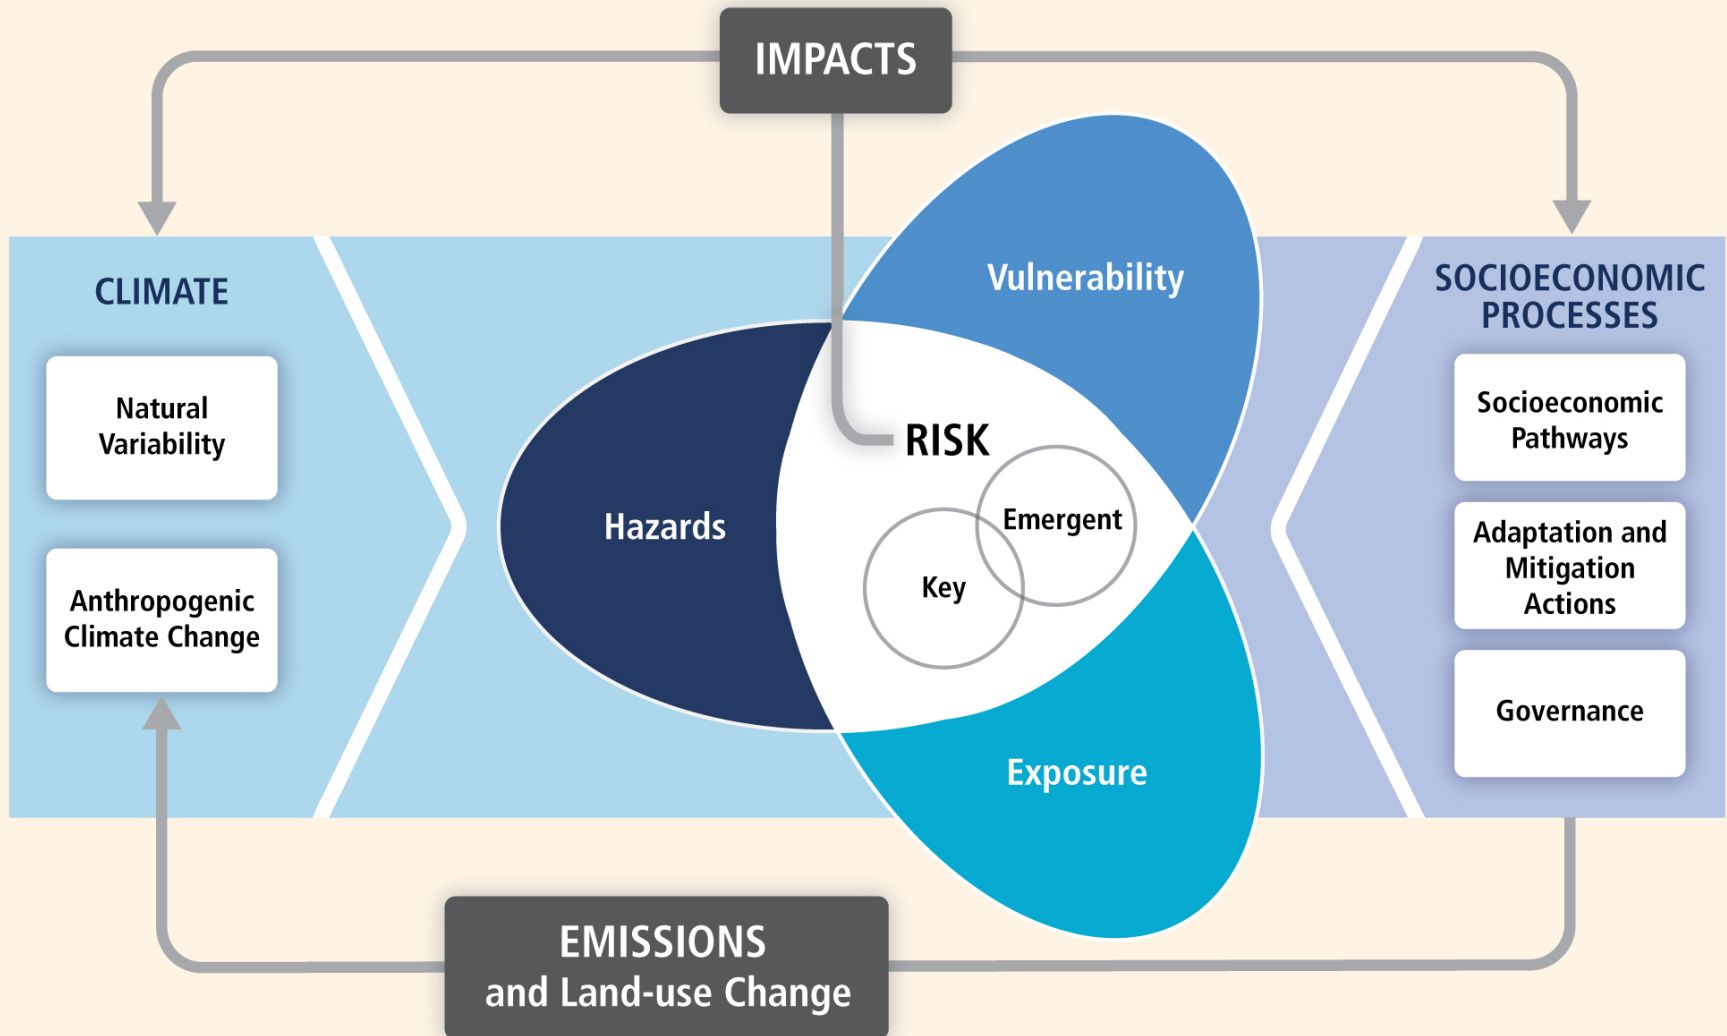 IMPACTS
CLIMATE
Natural
Variability
Anthropogenic
Climate Change
Vulnerability
Hazards
RISK
Emergent
Key
Exposure
SOCIOECONOMIC
PROCESSES
Socioeconomic
Pathways
Adaptation and
Mitigation
Actions
Governance
EMISSIONS
and Land-use Change